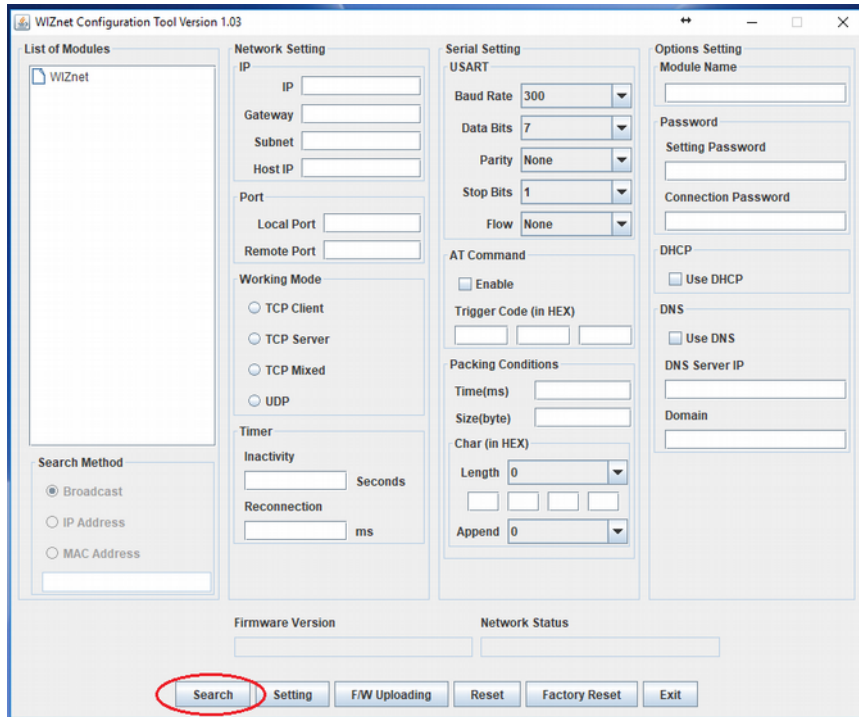 WIZnet Configuration Tool Version 1.03
List of Modules
WIZnet
Search Method
Broadcast
IP Address
MAC Address
Network Setting
IP
IP
Gateway
Subnet
Host IP
Port
Local Port
Remote Port
Working Mode
TCP Client
TCP Server
TCP Mixed
UDP
Timer
Inactivity
Seconds
Reconnection
ms
Serial Setting
USART
Baud Rate 300
Data Bits 7
Parity None
Stop Bits 1
Flow None
AT Command
Enable
Trigger Code (in HEX)
Packing Conditions
Time(ms)
Size(byte)
Char (in HEX)
Length 0
Append 0
Options Setting
Module Name
Password
Setting Password
Connection Password
DHCP
Use DHCP
DNS
Use DNS
DNS Server IP
Domain
Firmware Version
Network Status
Search Setting F/W Uploading Reset Factory Reset Exit